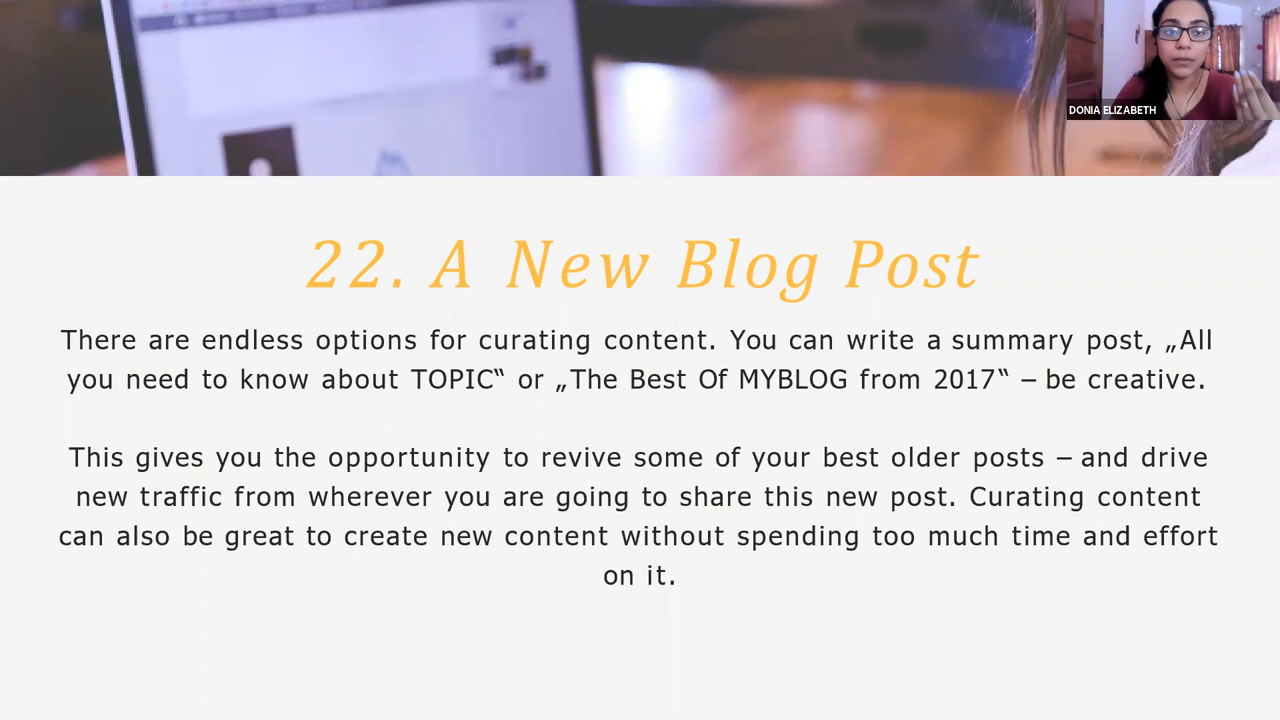 DONIA ELIZABETH
22. A New Blog Post
There are endless options for curating content. You can write a summary post, „All
you need to know about TOPIC‟ or „The Best Of MYBLOG from 2017‟ – be creative.
This gives you the opportunity to revive some of your best older posts – and drive
new traffic from wherever you are going to share this new post. Curating content
can also be great to create new content without spending too much time and effort
on it.